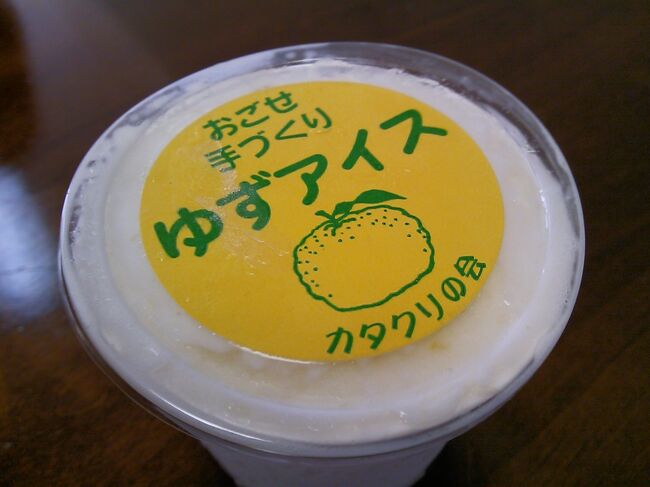 おごせ
手づくり
ゆずアイス
カタクリの会